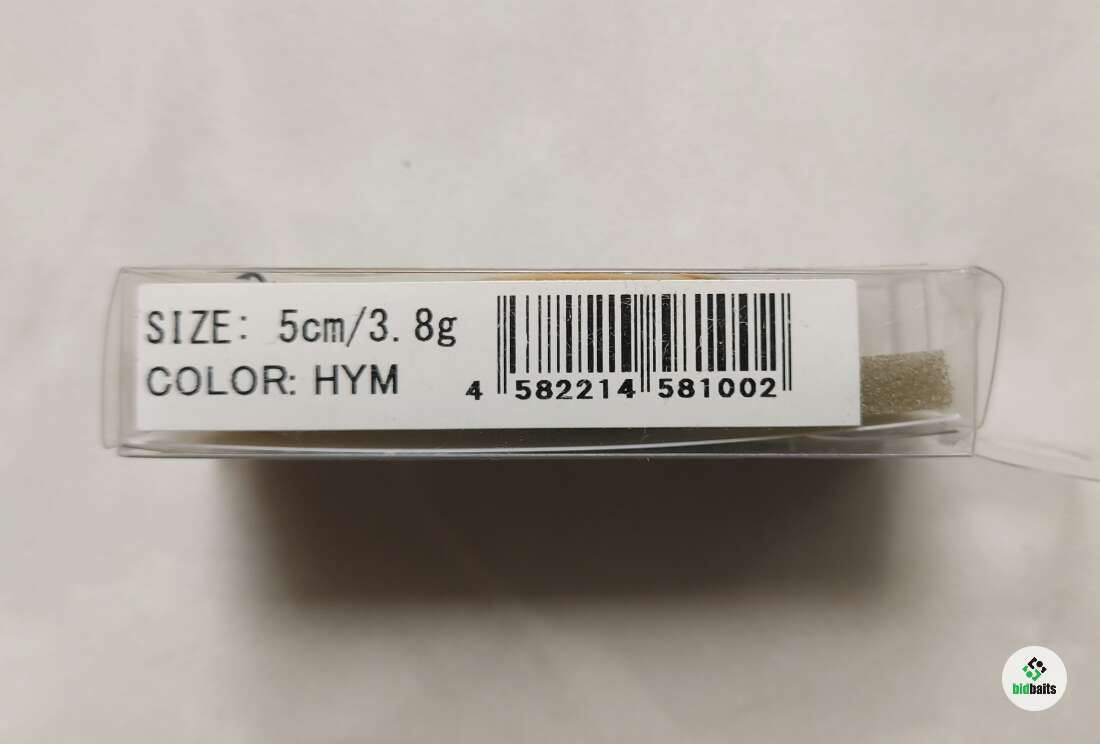 SIZE: 5cm/3.8g
COLOR: HYM
4 582214 581002
bidbaits